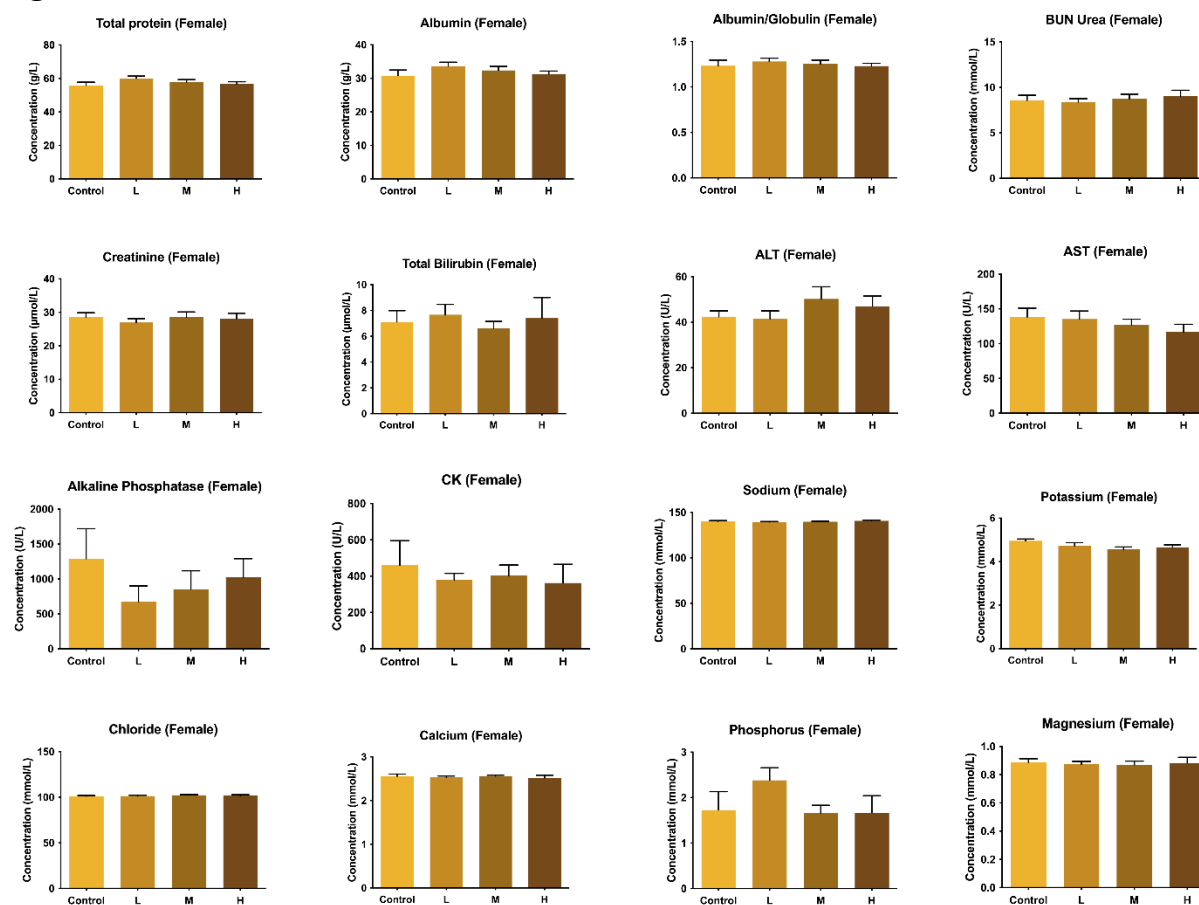 Total protein (Female)
Concentration (g/L)
80
60
40
20
0
Control L M H
Albumin (Female)
Concentration (g/L)
40
30
20
10
0
Control L M H
Albumin/Globulin (Female)
1.5
1.2
0.6
0.3
0.0
Control L M H
BUN Urea (Female)
Concentration (mmol/L)
15
10
5
0
Control L M H
Creatinine (Female)
Concentration (µmol/L)
40
30
20
10
0
Control L M H
Total Bilirubin (Female)
Concentration (µmol/L)
10
8
6
4
2
0
Control L M H
ALT (Female)
Concentration (U/L)
60
40
20
0
Control L M H
AST (Female)
Concentration (U/L)
200
150
100
50
0
Control L M H
Alkaline Phosphatase (Female)
Concentration (U/L)
2000
1500
1000
500
0
Control L M H
CK (Female)
Concentration (U/L)
800
600
400
200
0
Control L M H
Sodium (Female)
Concentration (mmol/L)
150
100
50
0
Control L M H
Potassium (Female)
Concentration (mmol/L)
6
4
2
0
Control L M H
Chloride (Female)
Concentration (mmol/L)
150
100
50
0
Control L M H
Calcium (Female)
Concentration (mmol/L)
3
2
1
0
Control L M H
Phosphorus (Female)
Concentration (mmol/L)
3
2
1
0
Control L M H
Magnesium (Female)
Concentration (mmol/L)
1.0
0.8
0.6
0.4
0.2
0.0
Control L M H